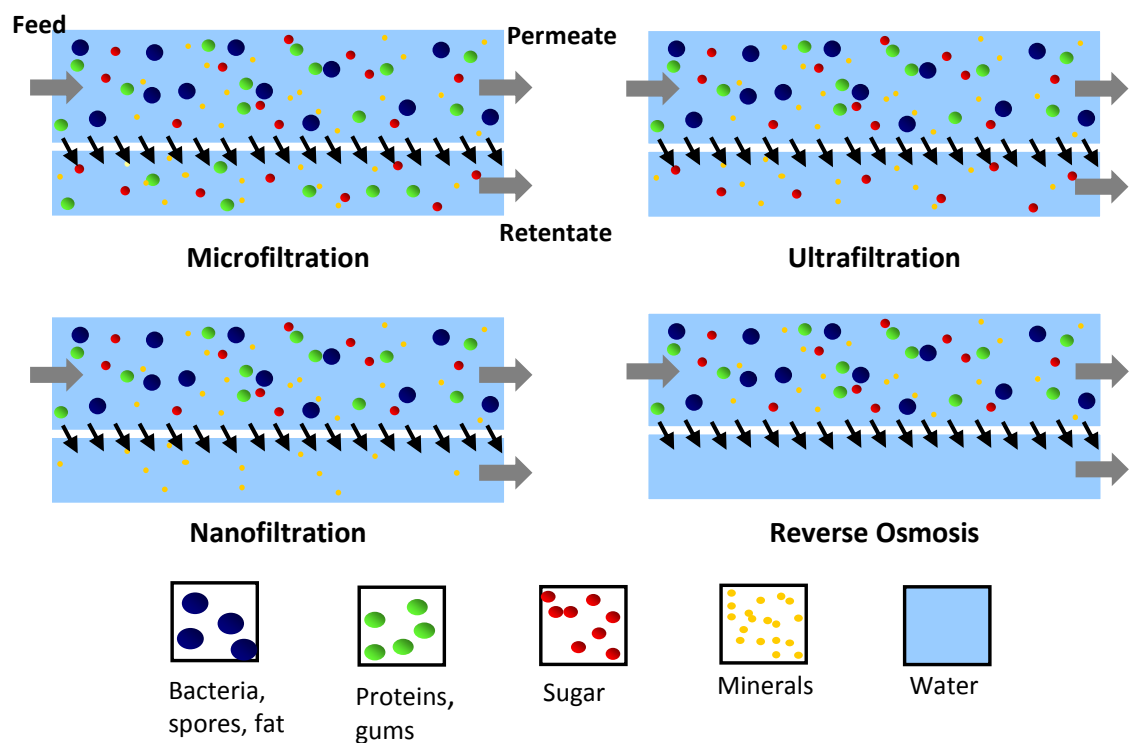 Feed
Permeate
Retentate
Microfiltration
Ultrafiltration
Nanofiltration
Reverse Osmosis
Bacteria,
spores, fat
Proteins,
gums
Sugar
Minerals
Water